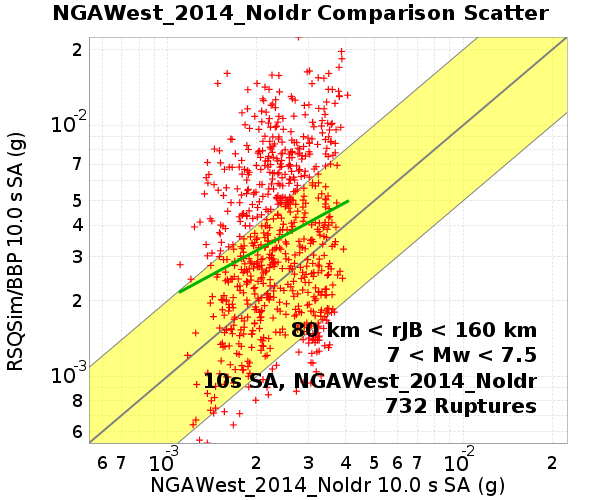 NGAWest_2014_NoIdr Comparison Scatter
RSQSim/BBP 10.0 s SA (g)
2
10-2
7
5
4
3
2
10-3
8
6
80 km < rJB < 160 km
7 < Mw < 7.5
10s SA, NGAWest_2014_NoIdr
732 Ruptures
6 7 10-3 2 3 4 5 6 7 10-2 2
NGAWest_2014_NoIdr 10.0 s SA (g)